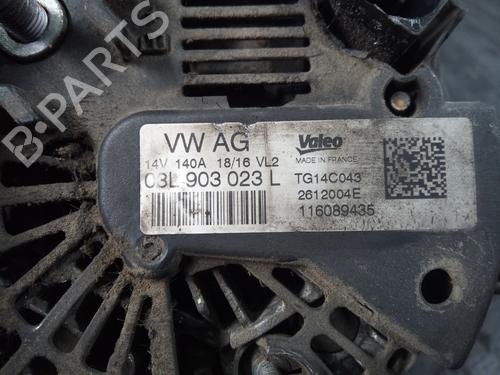 B-PARTS
VW AG
Valeo
14V 140A 18/16 VL2
MADE IN FRANCE
03L 903 023 L
TG14C043
2612004E
116089435